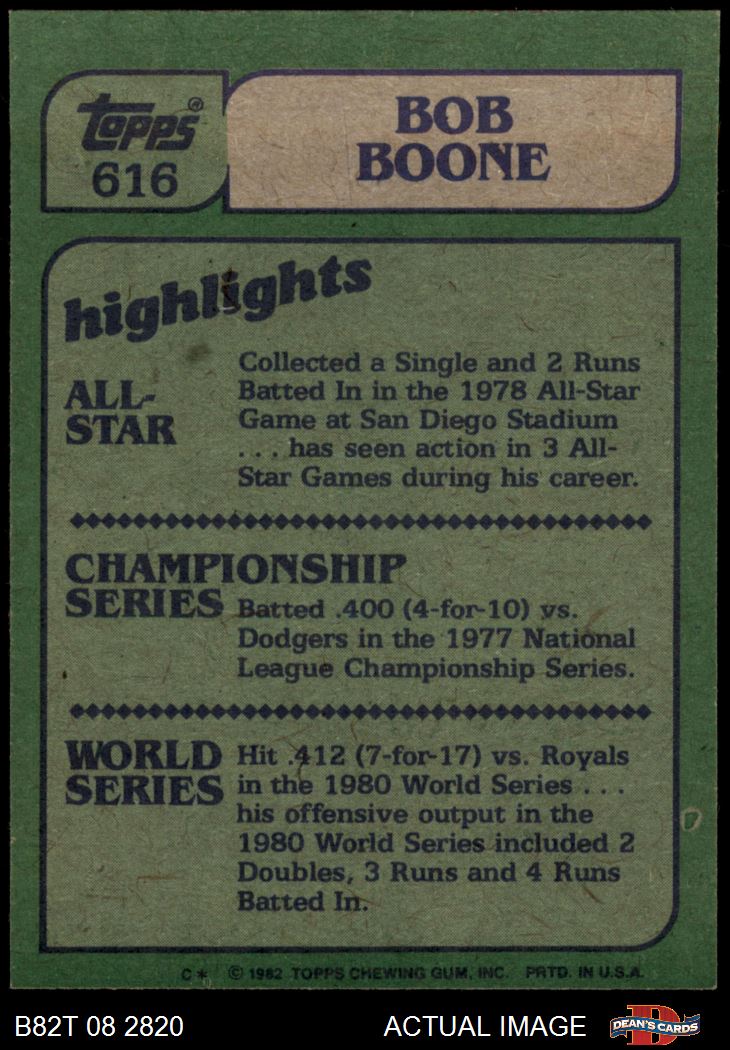 topps®
616
BOB
BOONE
highlights
ALL-
STAR
Collected a Single and 2 Runs
Batted In in the 1978 All-Star
Game at San Diego Stadium
. . . has seen action in 3 All-
Star Games during his career.
CHAMPIONSHIP
SERIES
Batted .400 (4-for-10) vs.
Dodgers in the 1977 National
League Championship Series.
WORLD
SERIES
Hit .412 (7-for-17) vs. Royals
in the 1980 World Series . . .
his offensive output in the
1980 World Series included 2
Doubles, 3 Runs and 4 Runs
Batted In.
C* © 1982 TOPPS CHEWING GUM, INC. PRTD. IN U.S.A.
B82T 08 2820
ACTUAL IMAGE
D
DEAN'S CARDS